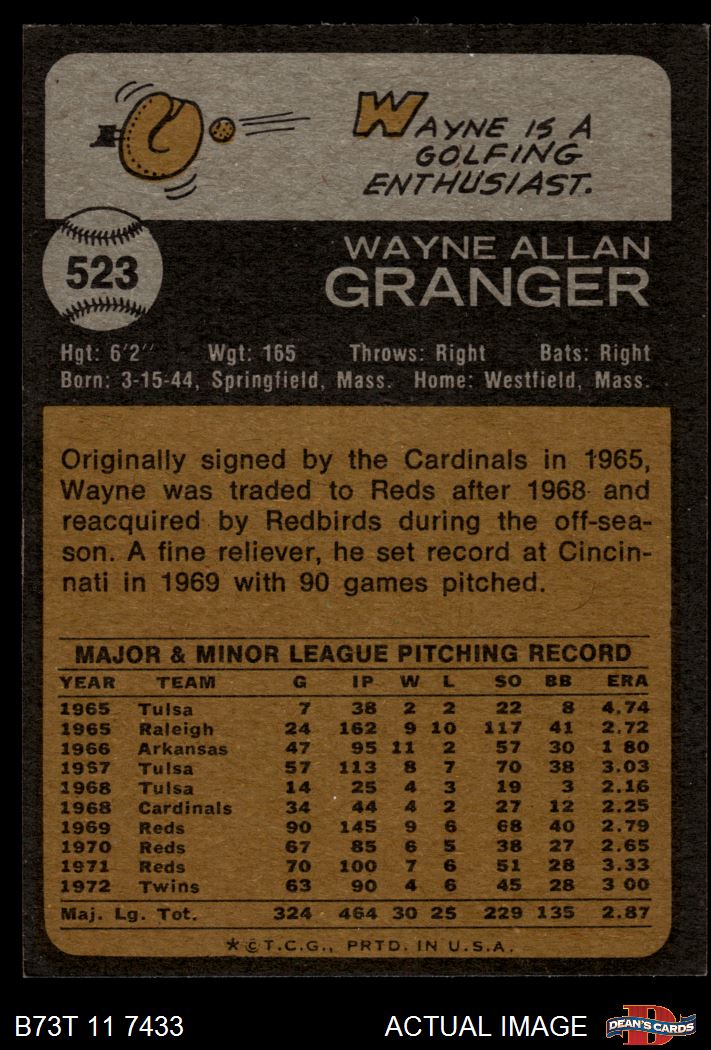 WAYNE IS A
GOLFING
ENTHUSIAST.
523
WAYNE ALLAN
GRANGER
Hgt: 6'2" Wgt: 165 Throws: Right Bats: Right
Born: 3-15-44, Springfield, Mass. Home: Westfield, Mass.
Originally signed by the Cardinals in 1965,
Wayne was traded to Reds after 1968 and
reacquired by Redbirds during the off-sea-
son. A fine reliever, he set record at Cincin-
nati in 1969 with 90 games pitched.
MAJOR & MINOR LEAGUE PITCHING RECORD
YEAR TEAM G IP W L SO BB ERA
1965 Tulsa 7 38 2 2 22 8 4.74
1965 Raleigh 24 162 9 10 117 41 2.72
1966 Arkansas 47 95 11 2 57 30 1 80
1967 Tulsa 57 113 8 7 70 38 3.03
1968 Tulsa 14 25 4 3 19 3 2.16
1968 Cardinals 34 44 4 2 27 12 2.25
1969 Reds 90 145 9 6 68 40 2.79
1970 Reds 67 85 6 5 38 27 2.65
1971 Reds 70 100 7 6 51 28 3.33
1972 Twins 63 90 4 6 45 28 3 00
Maj. Lg. Tot. 324 464 30 25 229 135 2.87
*© T.C.G., PRTD. IN U.S.A.
B73T 11 7433 ACTUAL IMAGE
D
DEAN'S CARDS